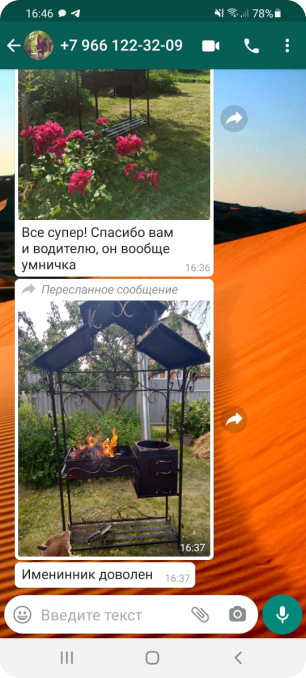 16:46
78%
+7 966 122-32-09
Все супер! Спасибо вам
и водителю, он вообще
умничка
16:36
Пересланное сообщение
16:37
Именинник доволен 16:37
Введите текст